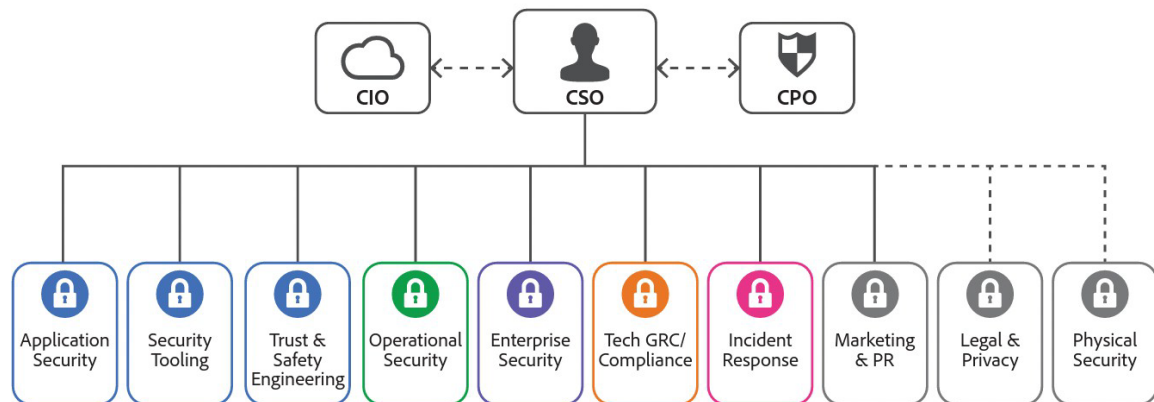 CIO
CSO
CPO
Application
Security
Security
Tooling
Trust &
Safety
Engineering
Operational
Security
Enterprise
Security
Tech GRC/
Compliance
Incident
Response
Marketing
& PR
Legal &
Privacy
Physical
Security